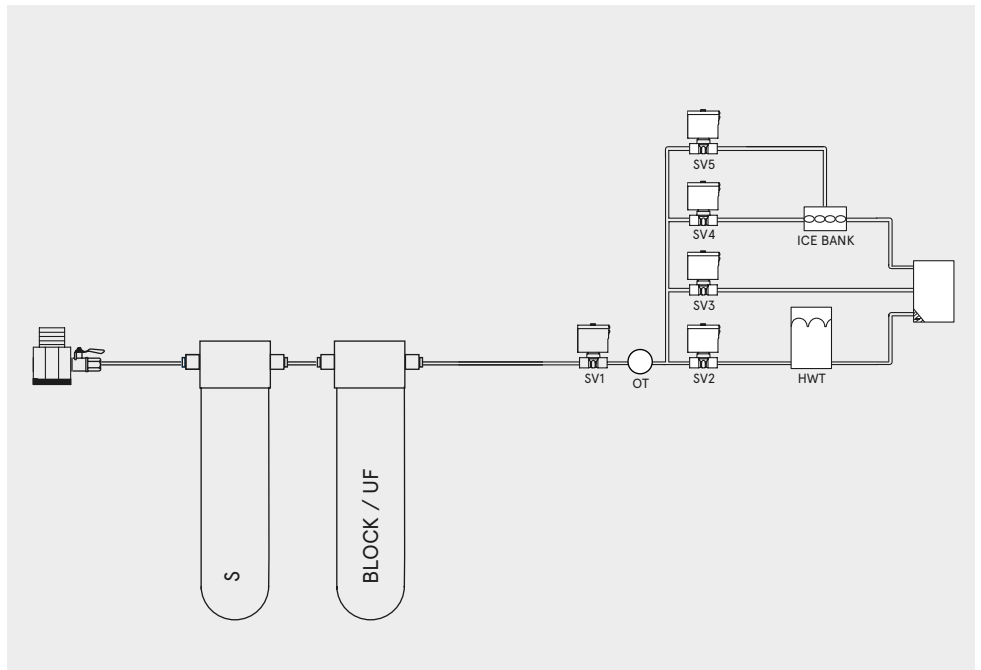 SV5
SV4
ICE BANK
SV3
SV1
OT
SV2
HWT
S
BLOCK / UF